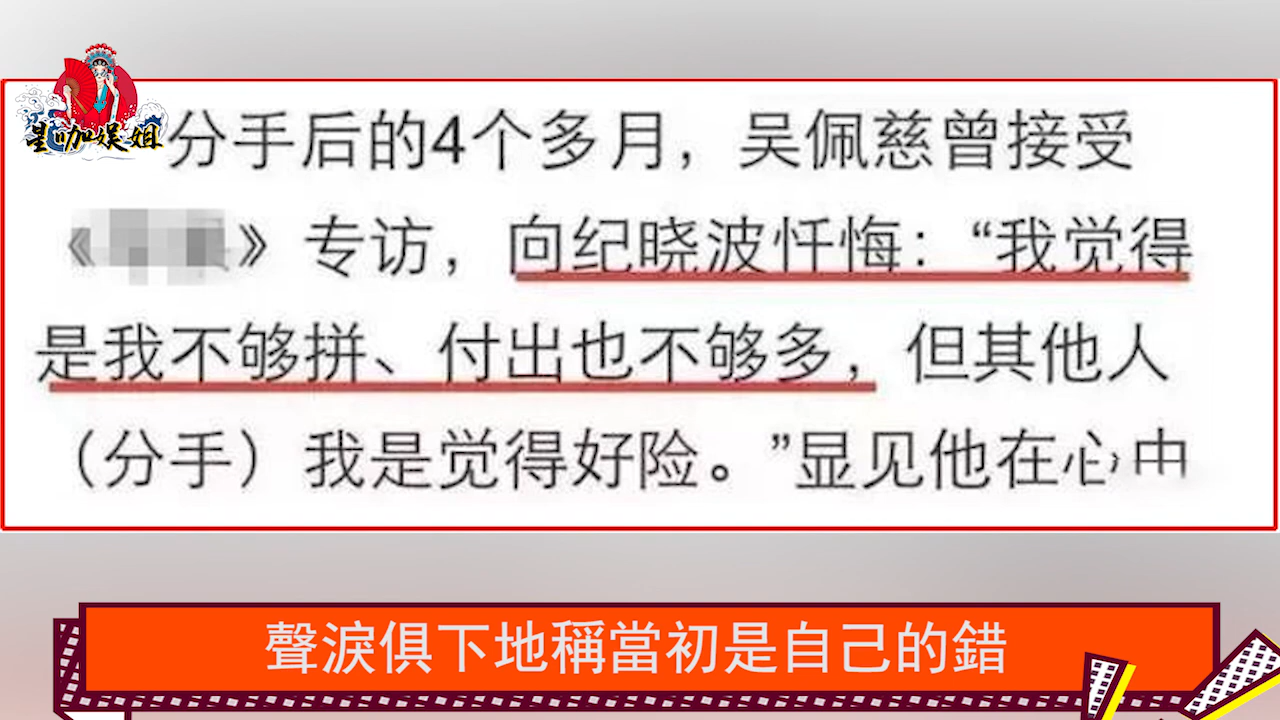 星咖娱姐
分手后的4个多月，吴佩慈曾接受
《》专访，向纪晓波忏悔：“我觉得
是我不够拼、付出也不够多，但其他人
（分手）我是觉得好险。”显见他在心中
聲淚俱下地稱當初是自己的錯